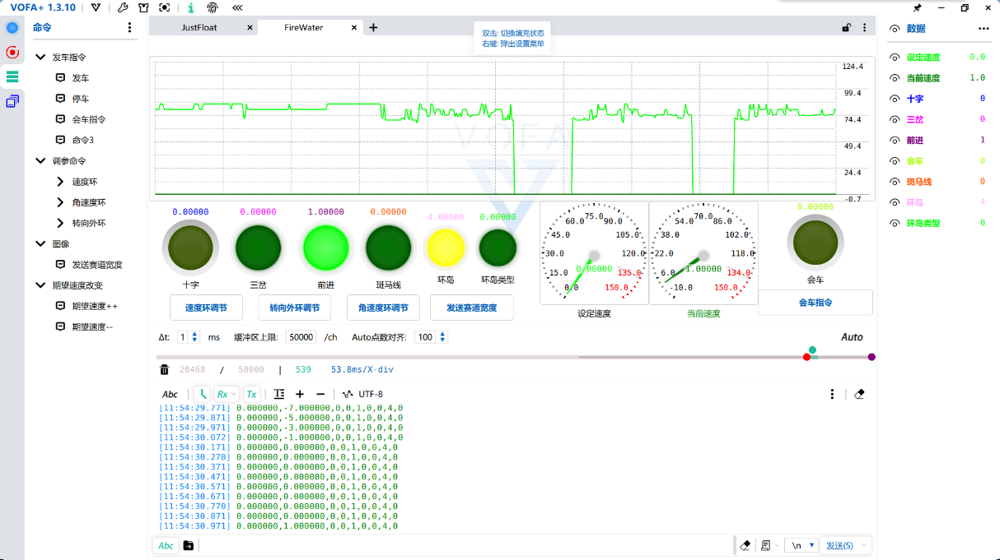 VOFA+ 1.3.10
命令
JustFloat
FireWater
双击: 切换填充状态
右键: 弹出设置菜单
数据
发车指令
发车
停车
会车指令
命令3
调参命令
速度环
角速度环
转向外环
图像
发送赛道宽度
期望速度改变
期望速度++
期望速度--
124.4
99.4
74.4
49.4
24.4
-0.7
VOFA
设定速度 0.0
当前速度 1.0
十字 0
三岔 0
前进 1
会车 0
斑马线 0
环岛 4
环岛类型 0
0.00000 0.00000 1.00000 0.00000 4.00000 0.00000
十字 三岔 前进 斑马线 环岛 环岛类型
0.0 15.0 30.0 45.0 60.0 75.0 90.0 105.0 120.0 135.0 150.0
0.00000
设定速度
-10.0 6.0 22.0 38.0 54.0 70.0 86.0 102.0 118.0 134.0 150.0
1.00000
当前速度
0.00000
会车
速度环调节 转向外环调节 角速度环调节 发送赛道宽度
会车指令
Δt: 1 ms 缓冲区上限: 50000 /ch Auto点数对齐: 100
Auto
20468 / 50000 | 539 53.8ms/X-div
Abc Rx Tx UTF-8
[11:54:29.771] 0.000000,-7.000000,0,0,1,0,0,4,0
[11:54:29.871] 0.000000,-5.000000,0,0,1,0,0,4,0
[11:54:29.971] 0.000000,-3.000000,0,0,1,0,0,4,0
[11:54:30.072] 0.000000,-1.000000,0,0,1,0,0,4,0
[11:54:30.171] 0.000000,0.000000,0,0,1,0,0,4,0
[11:54:30.270] 0.000000,0.000000,0,0,1,0,0,4,0
[11:54:30.371] 0.000000,0.000000,0,0,1,0,0,4,0
[11:54:30.471] 0.000000,0.000000,0,0,1,0,0,4,0
[11:54:30.571] 0.000000,0.000000,0,0,1,0,0,4,0
[11:54:30.671] 0.000000,0.000000,0,0,1,0,0,4,0
[11:54:30.770] 0.000000,0.000000,0,0,1,0,0,4,0
[11:54:30.871] 0.000000,0.000000,0,0,1,0,0,4,0
[11:54:30.971] 0.000000,1.000000,0,0,1,0,0,4,0
Abc
\n
发送(S)